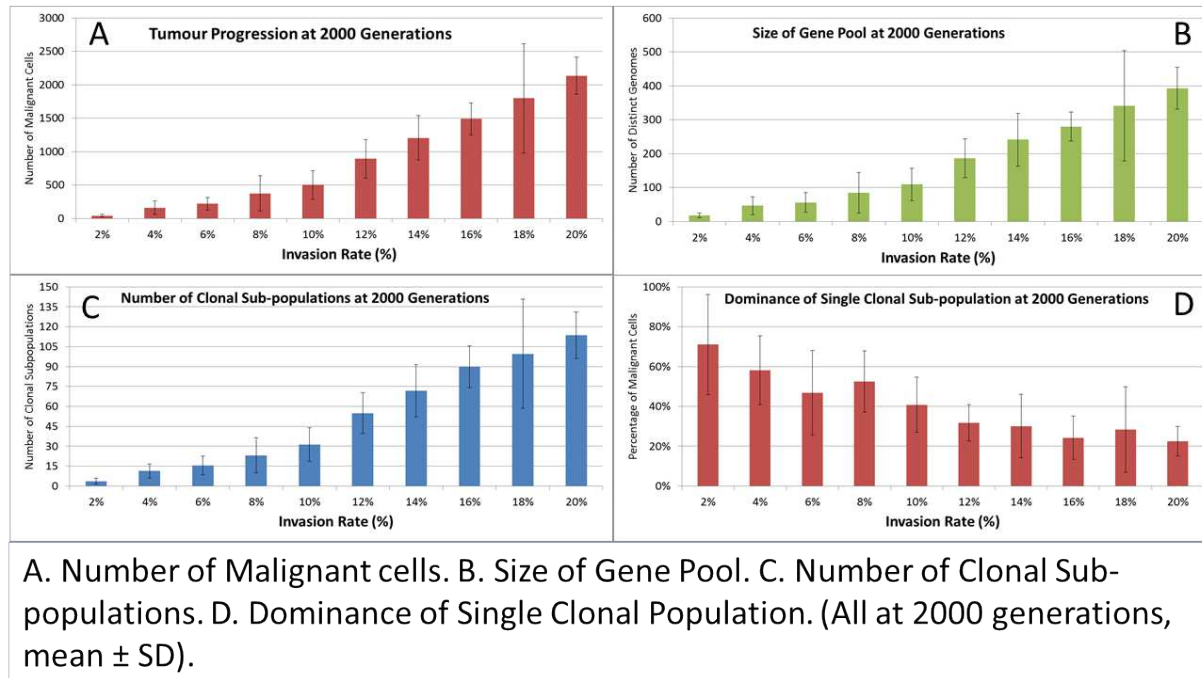 A
Tumour Progression at 2000 Generations
Number of Malignant Cells
3000
2500
2000
1500
1000
500
0
2% 4% 6% 8% 10% 12% 14% 16% 18% 20%
Invasion Rate (%)
B
Size of Gene Pool at 2000 Generations
Number of Distinct Genomes
600
500
400
300
200
100
0
2% 4% 6% 8% 10% 12% 14% 16% 18% 20%
Invasion Rate (%)
C
Number of Clonal Sub-populations at 2000 Generations
Number of Clonal Subpopulations
150
135
120
105
90
75
60
45
30
15
0
2% 4% 6% 8% 10% 12% 14% 16% 18% 20%
Invasion Rate (%)
D
Dominance of Single Clonal Sub-population at 2000 Generations
Percentage of Malignant Cells
100%
80%
60%
40%
20%
0%
2% 4% 6% 8% 10% 12% 14% 16% 18% 20%
Invasion Rate (%)
A. Number of Malignant cells. B. Size of Gene Pool. C. Number of Clonal Sub-
populations. D. Dominance of Single Clonal Population. (All at 2000 generations,
mean ± SD).